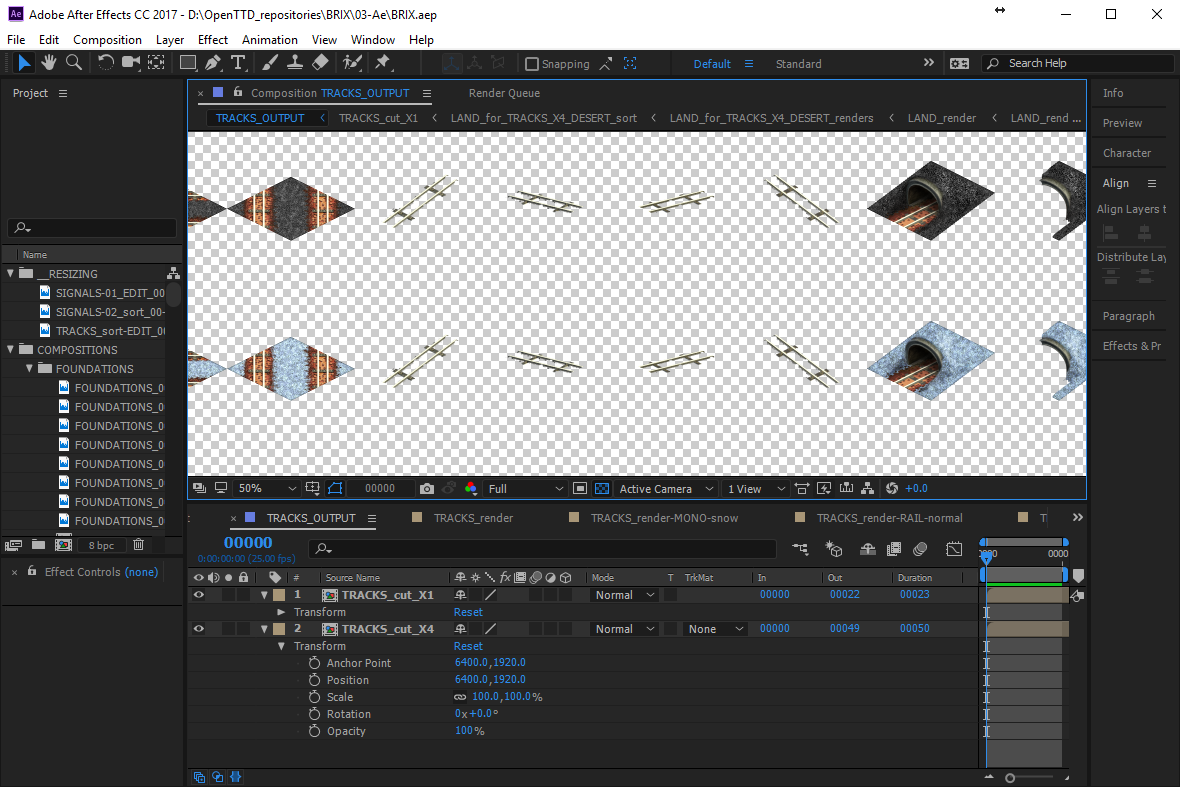 Ae Adobe After Effects CC 2017 - D:\OpenTTD_repositories\BRIX\03-Ae\BRIX.aep
File Edit Composition Layer Effect Animation View Window Help
T Snapping Default Standard Search Help
Project
Name
__RESIZING
SIGNALS-01_EDIT_00
SIGNALS-02_sort_00-
TRACKS_sort-EDIT_00
COMPOSITIONS
FOUNDATIONS
FOUNDATIONS_0
FOUNDATIONS_0
FOUNDATIONS_0
FOUNDATIONS_0
FOUNDATIONS_0
FOUNDATIONS_0
FOUNDATIONS_0
FOUNDATIONS_0
8 bpc
Effect Controls (none)
Composition TRACKS_OUTPUT Render Queue
TRACKS_OUTPUT TRACKS_cut_X1 LAND_for_TRACKS_X4_DESERT_sort LAND_for_TRACKS_X4_DESERT_renders LAND_render LAND_rend ...
50% 00000 Full Active Camera 1 View +0.0
Info
Preview
Character
Align
Align Layers t
Distribute Lay
Paragraph
Effects & Pr
TRACKS_OUTPUT TRACKS_render TRACKS_render-MONO-snow TRACKS_render-RAIL-normal T
00000
0:00:00:00 (25.00 fps)
0000 0000
# Source Name fx Mode T TrkMat In Out Duration
1 TRACKS_cut_X1 Normal 00000 00022 00023
Transform Reset
2 TRACKS_cut_X4 Normal None 00000 00049 00050
Transform Reset
Anchor Point 6400.0,1920.0
Position 6400.0,1920.0
Scale 100.0,100.0%
Rotation 0x+0.0°
Opacity 100%